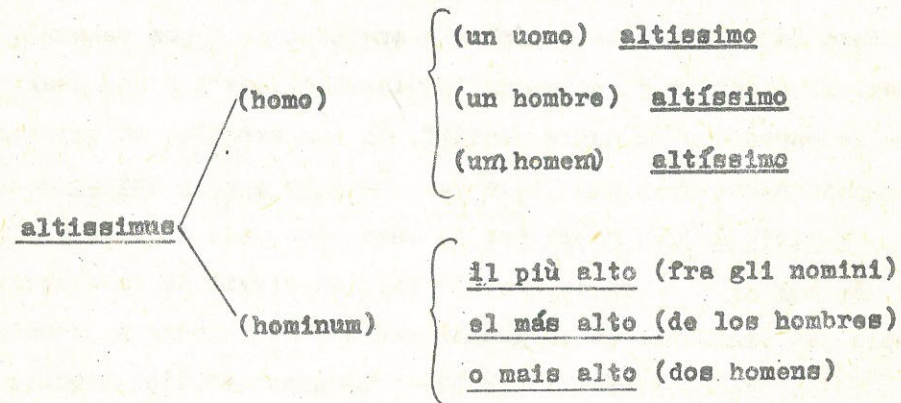 (un uomo) altissimo
(homo) (un hombre) altíssimo
(um homem) altíssimo
altissimus
il più alto (fra gli nomini)
(hominum) el más alto (de los hombres)
o mais alto (dos homens)